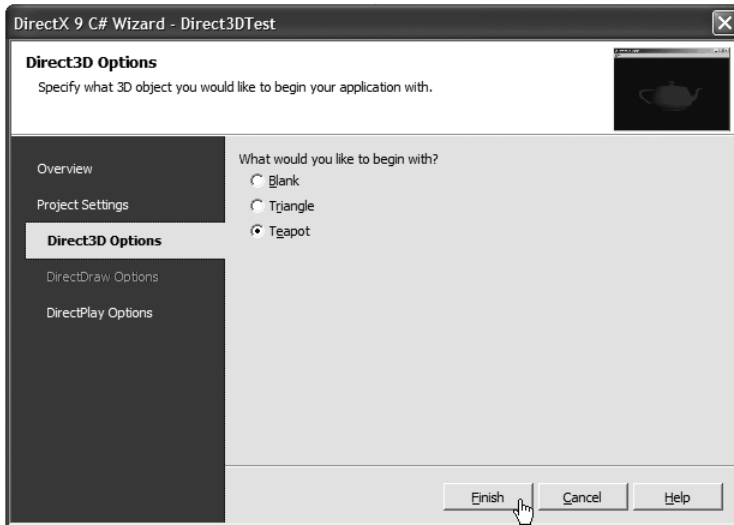 DirectX 9 C# Wizard - Direct3DTest
Direct3D Options
Specify what 3D object you would like to begin your application with.
Overview
Project Settings
Direct3D Options
DirectDraw Options
DirectPlay Options
What would you like to begin with?
Blank
Triangle
Teapot
Finish
Cancel
Help